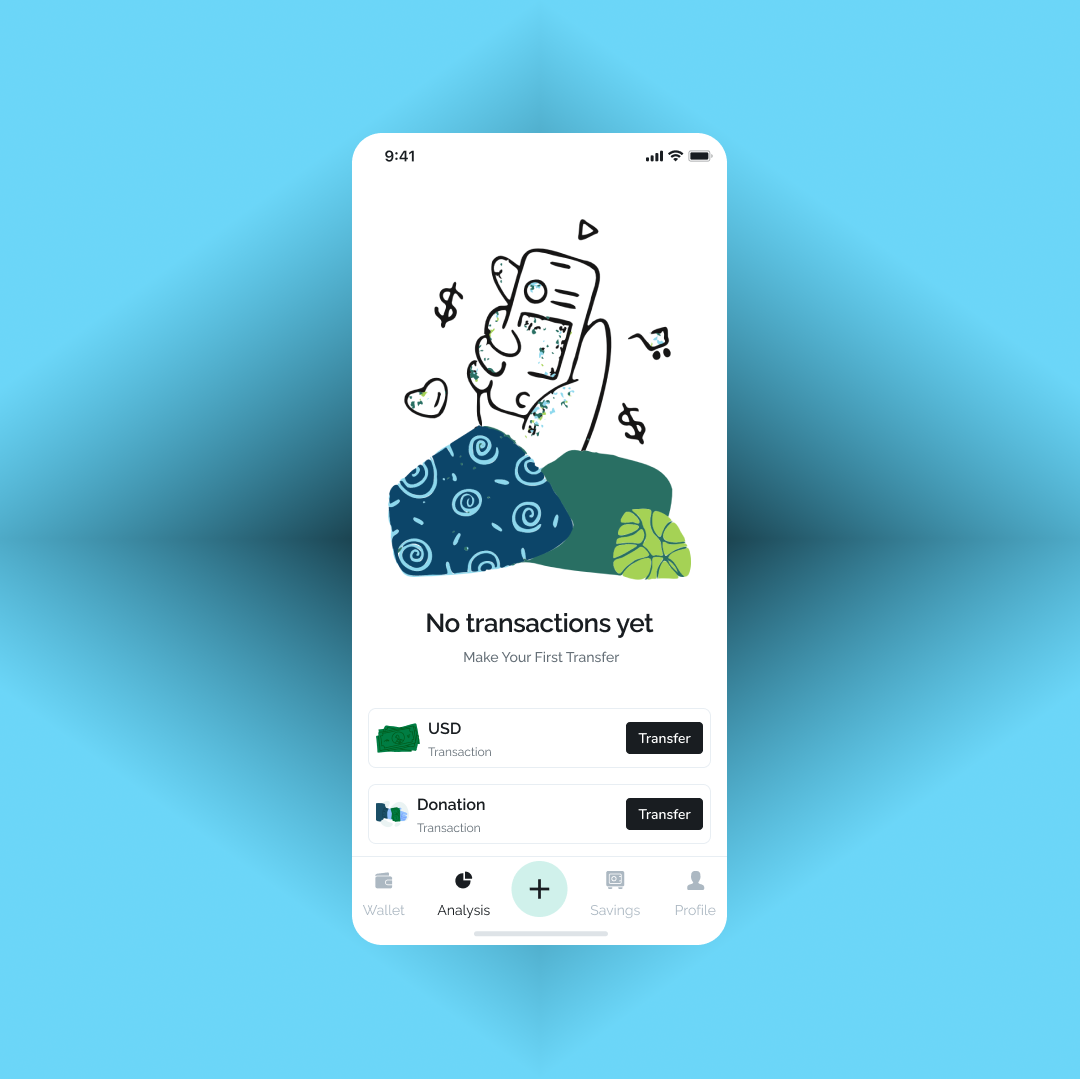 9:41
$
$
No transactions yet
Make Your First Transfer
USD
Transaction
Transfer
Donation
Transaction
Transfer
Wallet
Analysis
+
Savings
Profile